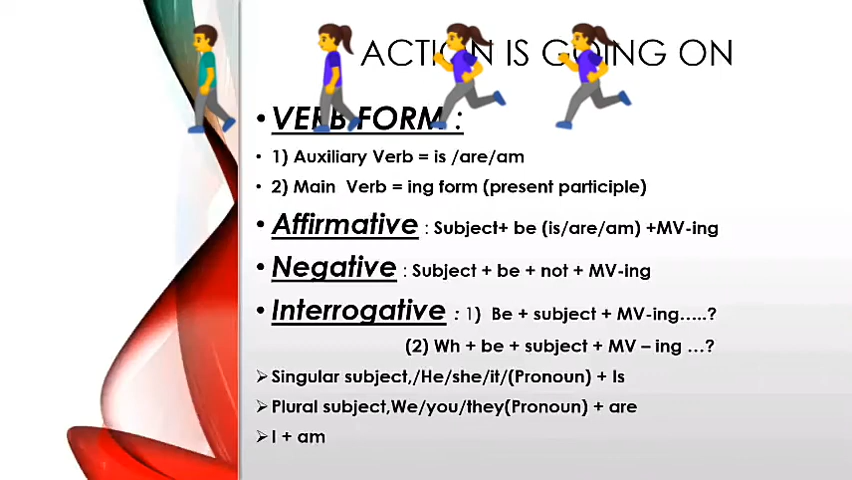 ACTION IS GOING ON
• VERB FORM :
• 1) Auxiliary Verb = is /are/am
• 2) Main Verb = ing form (present participle)
• Affirmative : Subject+ be (is/are/am) +MV-ing
• Negative : Subject + be + not + MV-ing
• Interrogative : 1) Be + subject + MV-ing…..?
(2) Wh + be + subject + MV – ing …?
➢ Singular subject,/He/she/it/(Pronoun) + Is
➢ Plural subject,We/you/they(Pronoun) + are
➢ I + am